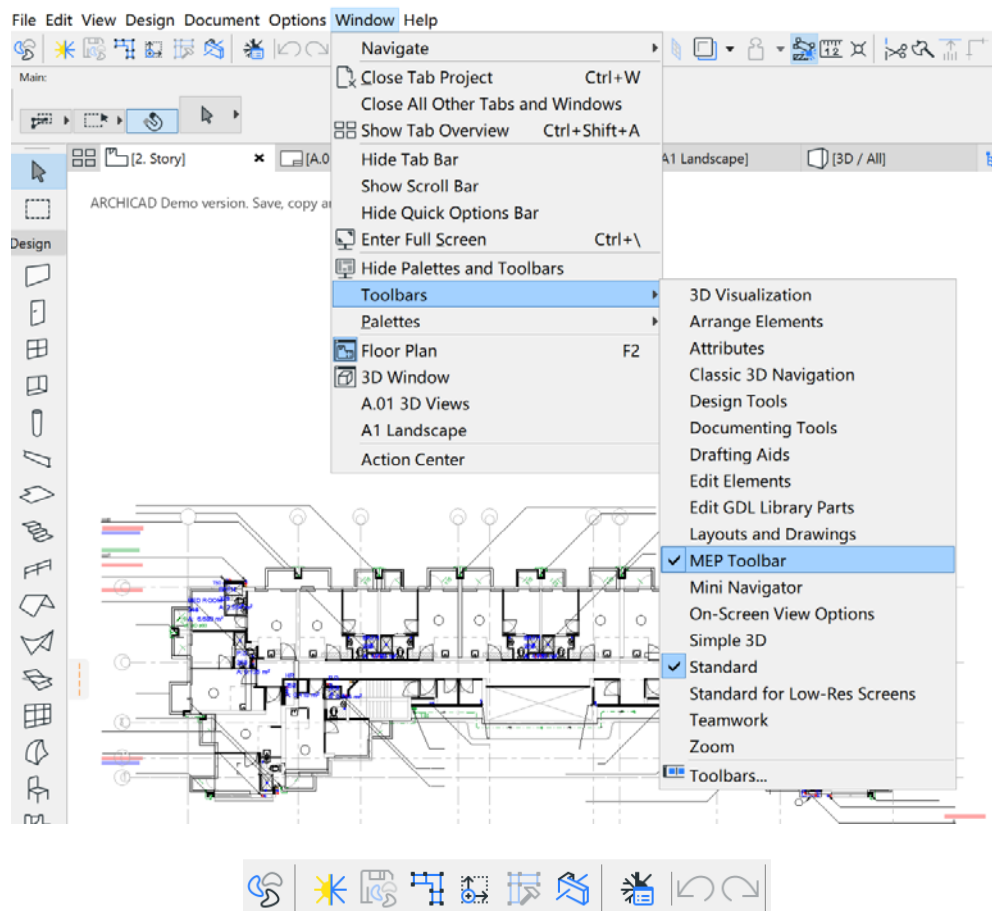 File Edit View Design Document Options Window Help
Main:
Navigate
Close Tab Project Ctrl+W
Close All Other Tabs and Windows
Show Tab Overview Ctrl+Shift+A
[2. Story]
[A.0
A1 Landscape]
[3D / All]
Hide Tab Bar
Show Scroll Bar
ARCHICAD Demo version. Save, copy a
Hide Quick Options Bar
Enter Full Screen Ctrl+\
Design
Hide Palettes and Toolbars
Toolbars
Palettes
Floor Plan F2
3D Window
A.01 3D Views
A1 Landscape
Action Center
3D Visualization
Arrange Elements
Attributes
Classic 3D Navigation
Design Tools
Documenting Tools
Drafting Aids
Edit Elements
Edit GDL Library Parts
Layouts and Drawings
MEP Toolbar
Mini Navigator
On-Screen View Options
Simple 3D
Standard
Standard for Low-Res Screens
Teamwork
Zoom
Toolbars...